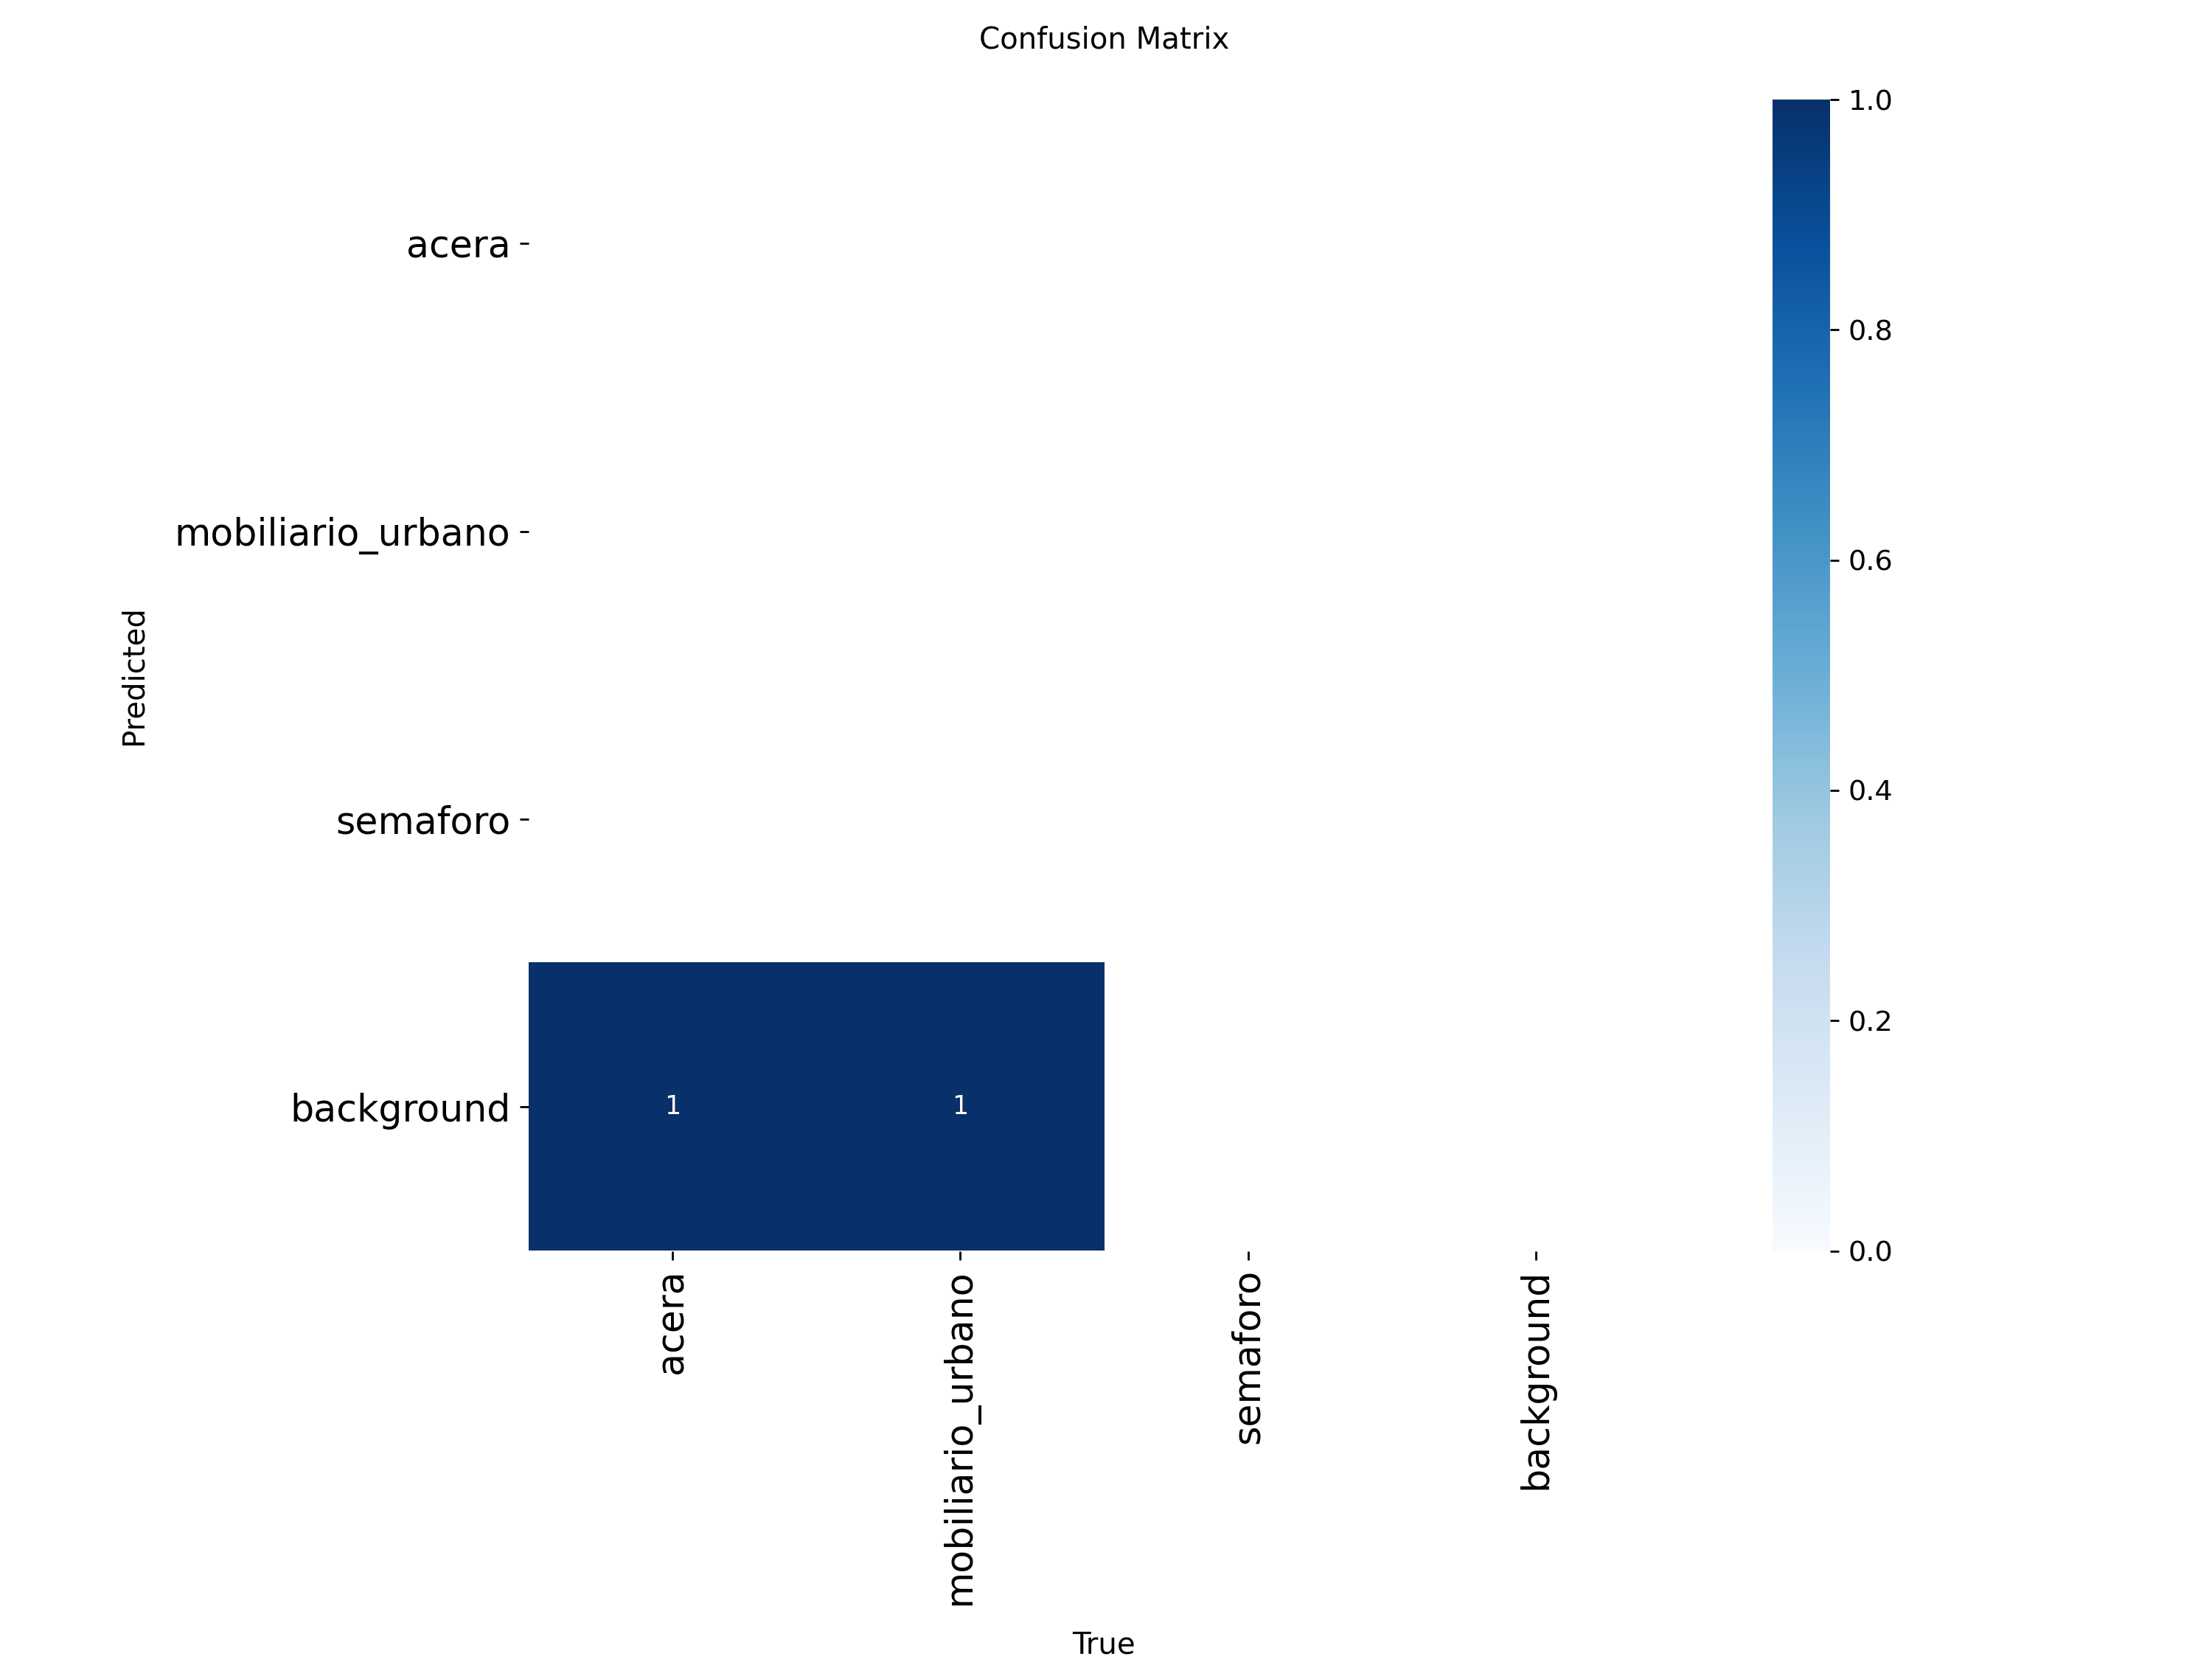 Confusion Matrix
Predicted
acera
mobiliario_urbano
semaforo
background
1 1
acera
mobiliario_urbano
semaforo
background
True
1.0
0.8
0.6
0.4
0.2
0.0